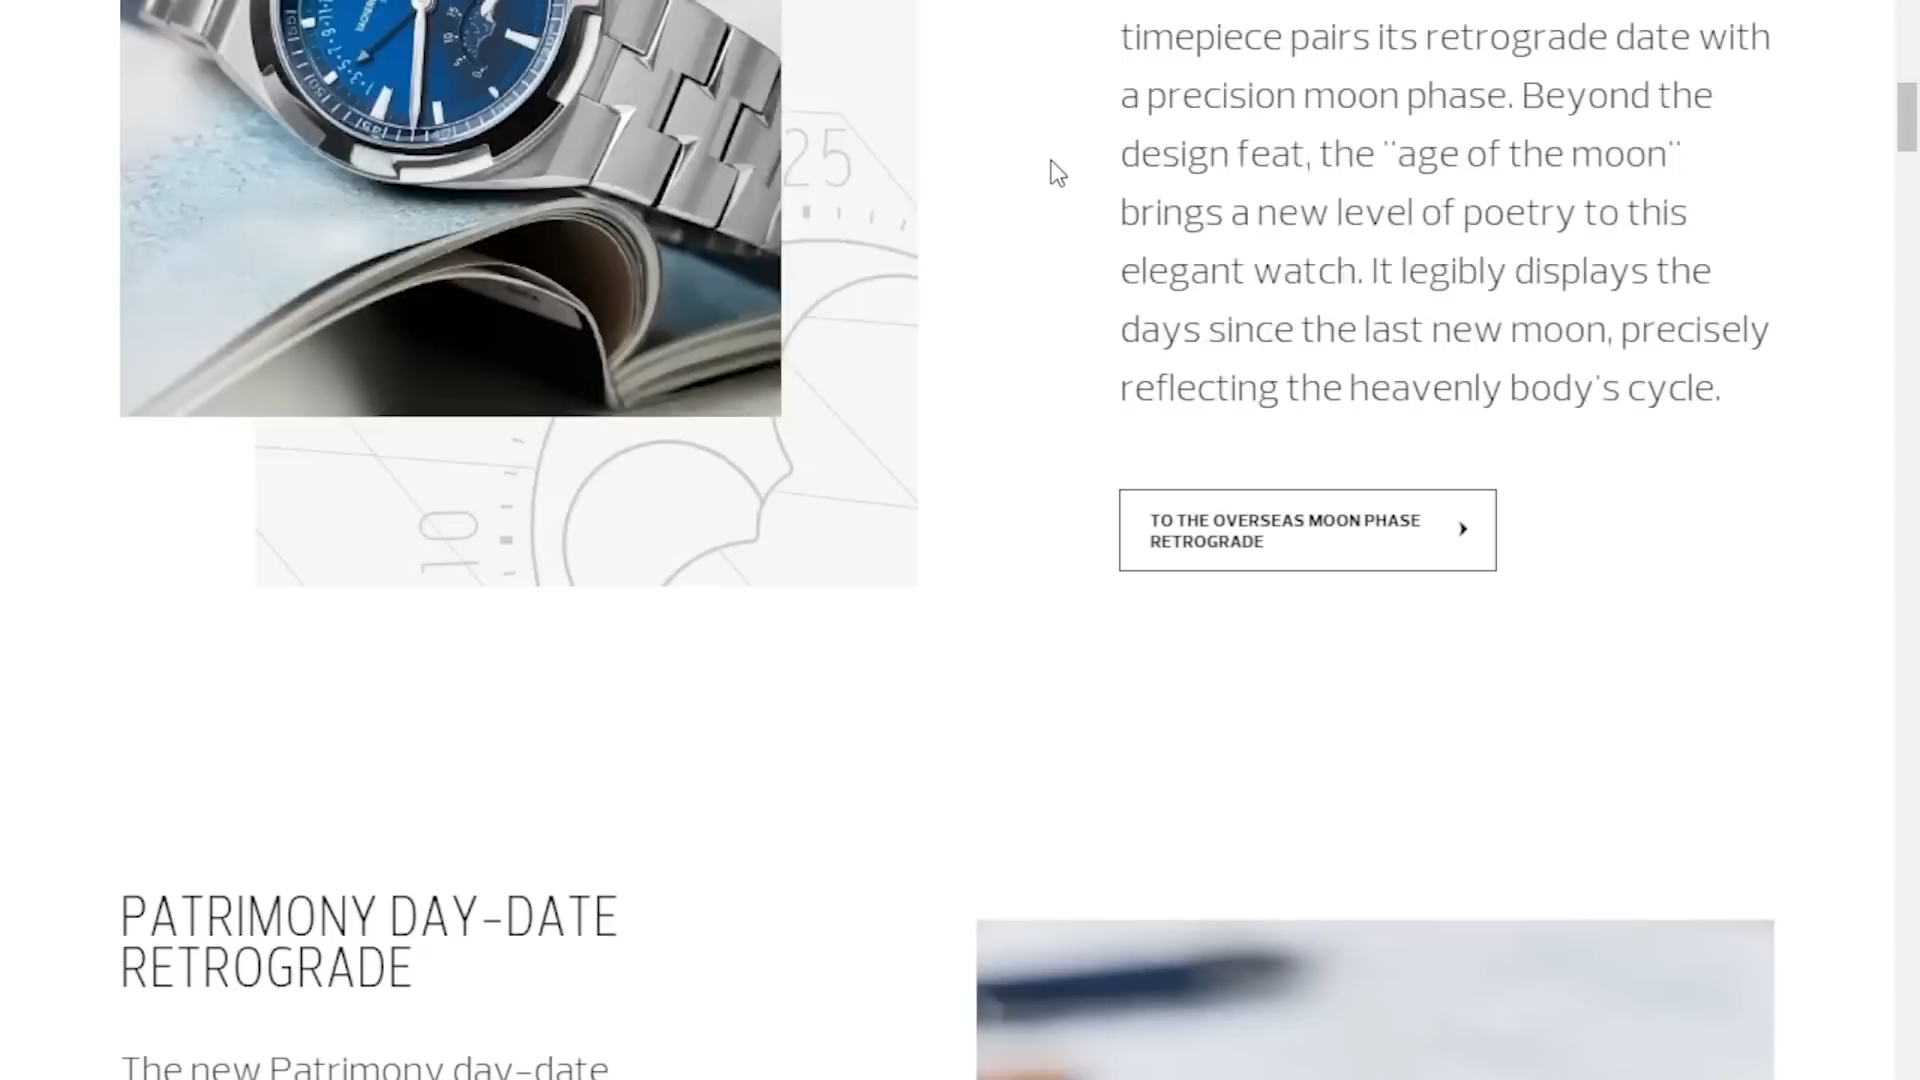 timepiece pairs its retrograde date with
a precision moon phase. Beyond the
design feat, the "age of the moon"
brings a new level of poetry to this
elegant watch. It legibly displays the
days since the last new moon, precisely
reflecting the heavenly body's cycle.
25
10
TO THE OVERSEAS MOON PHASE
RETROGRADE
PATRIMONY DAY-DATE
RETROGRADE
The new Patrimony day-date